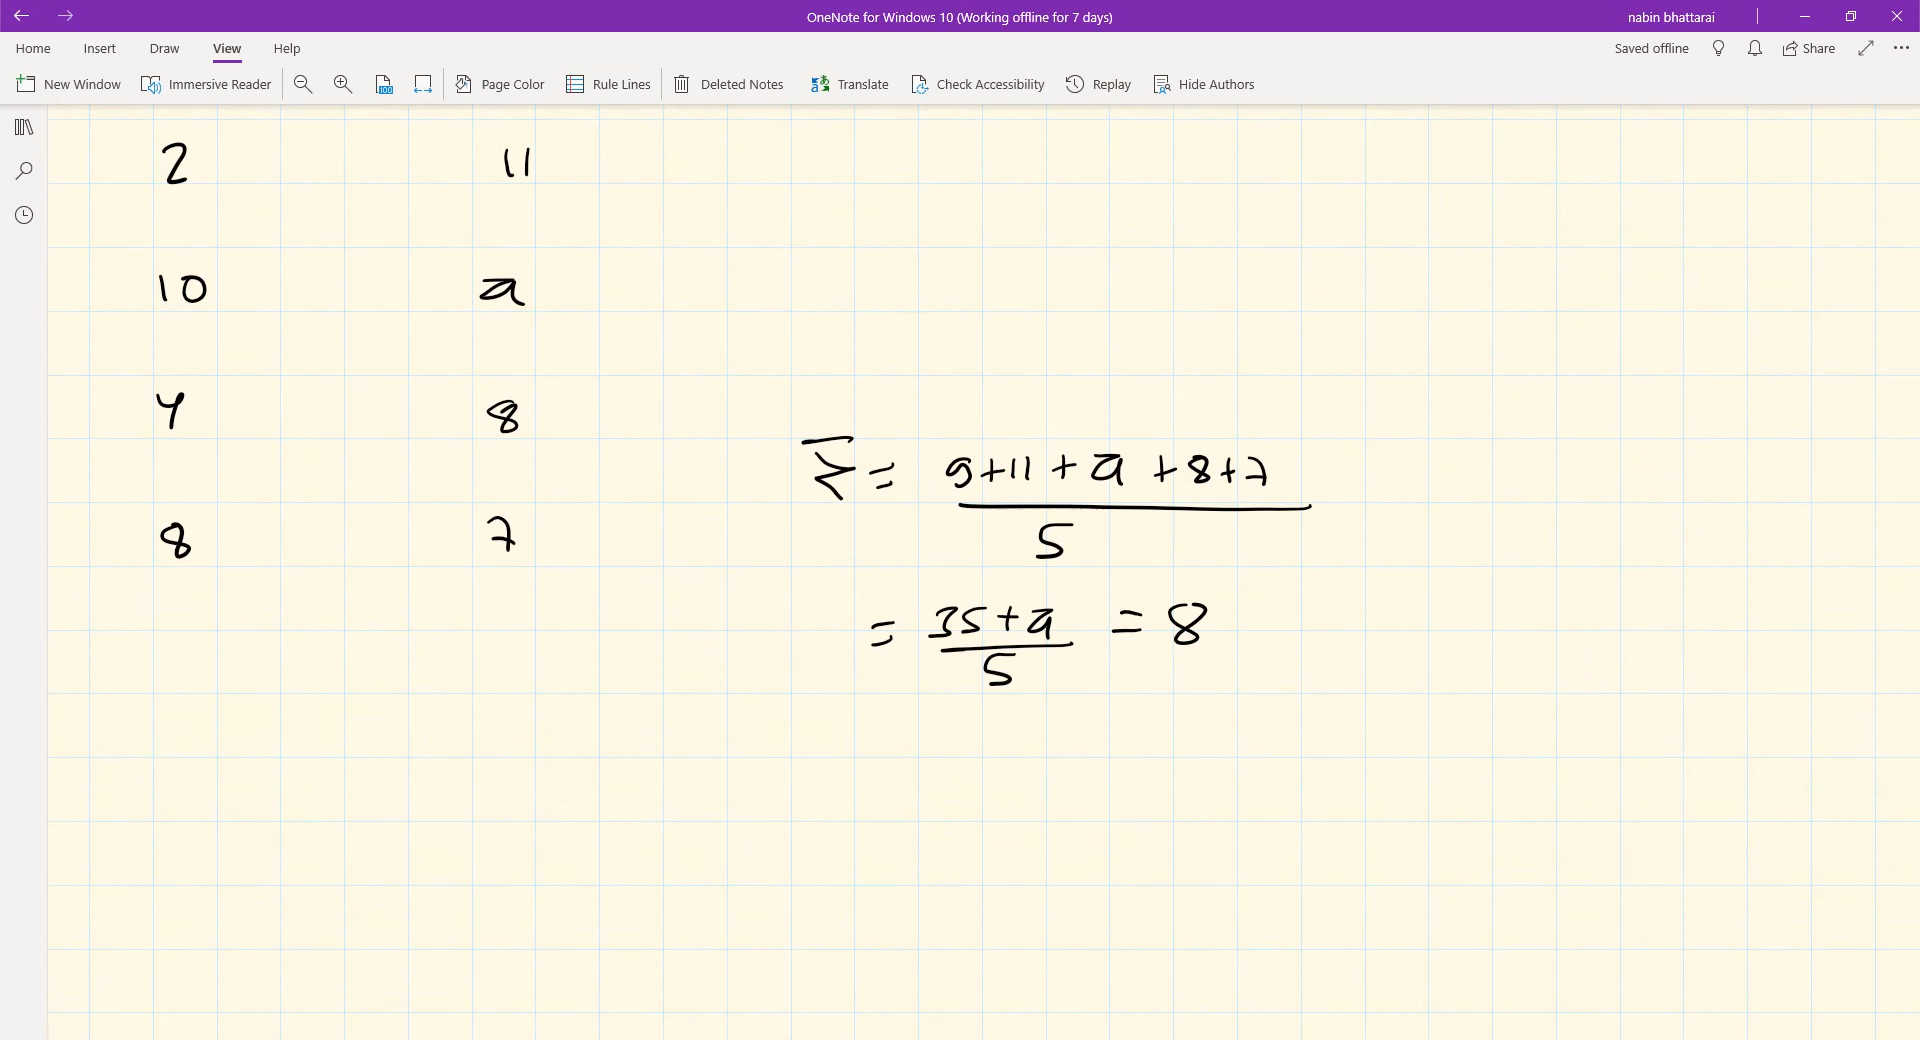 OneNote for Windows 10 (Working offline for 7 days)
nabin bhattarai
Home Insert Draw View Help
Saved offline Share
New Window Immersive Reader 100 Page Color Rule Lines Deleted Notes Translate Check Accessibility Replay Hide Authors
2 11
10 a
4 8
= 9+11 + a + 8+7
8 7
5
= 35+a = 8
5